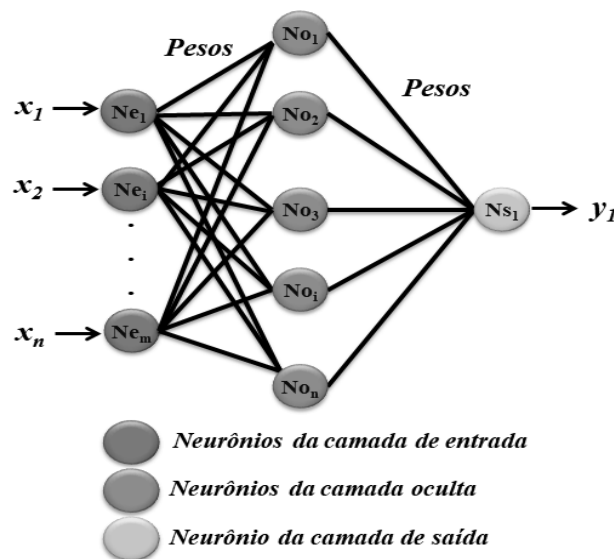 No1
Pesos
Pesos
x1
Ne1
No2
x2
Nei
No3
Ns1
y1
.
.
.
Noi
xn
Nem
Non
Neurônios da camada de entrada
Neurônios da camada oculta
Neurônio da camada de saída